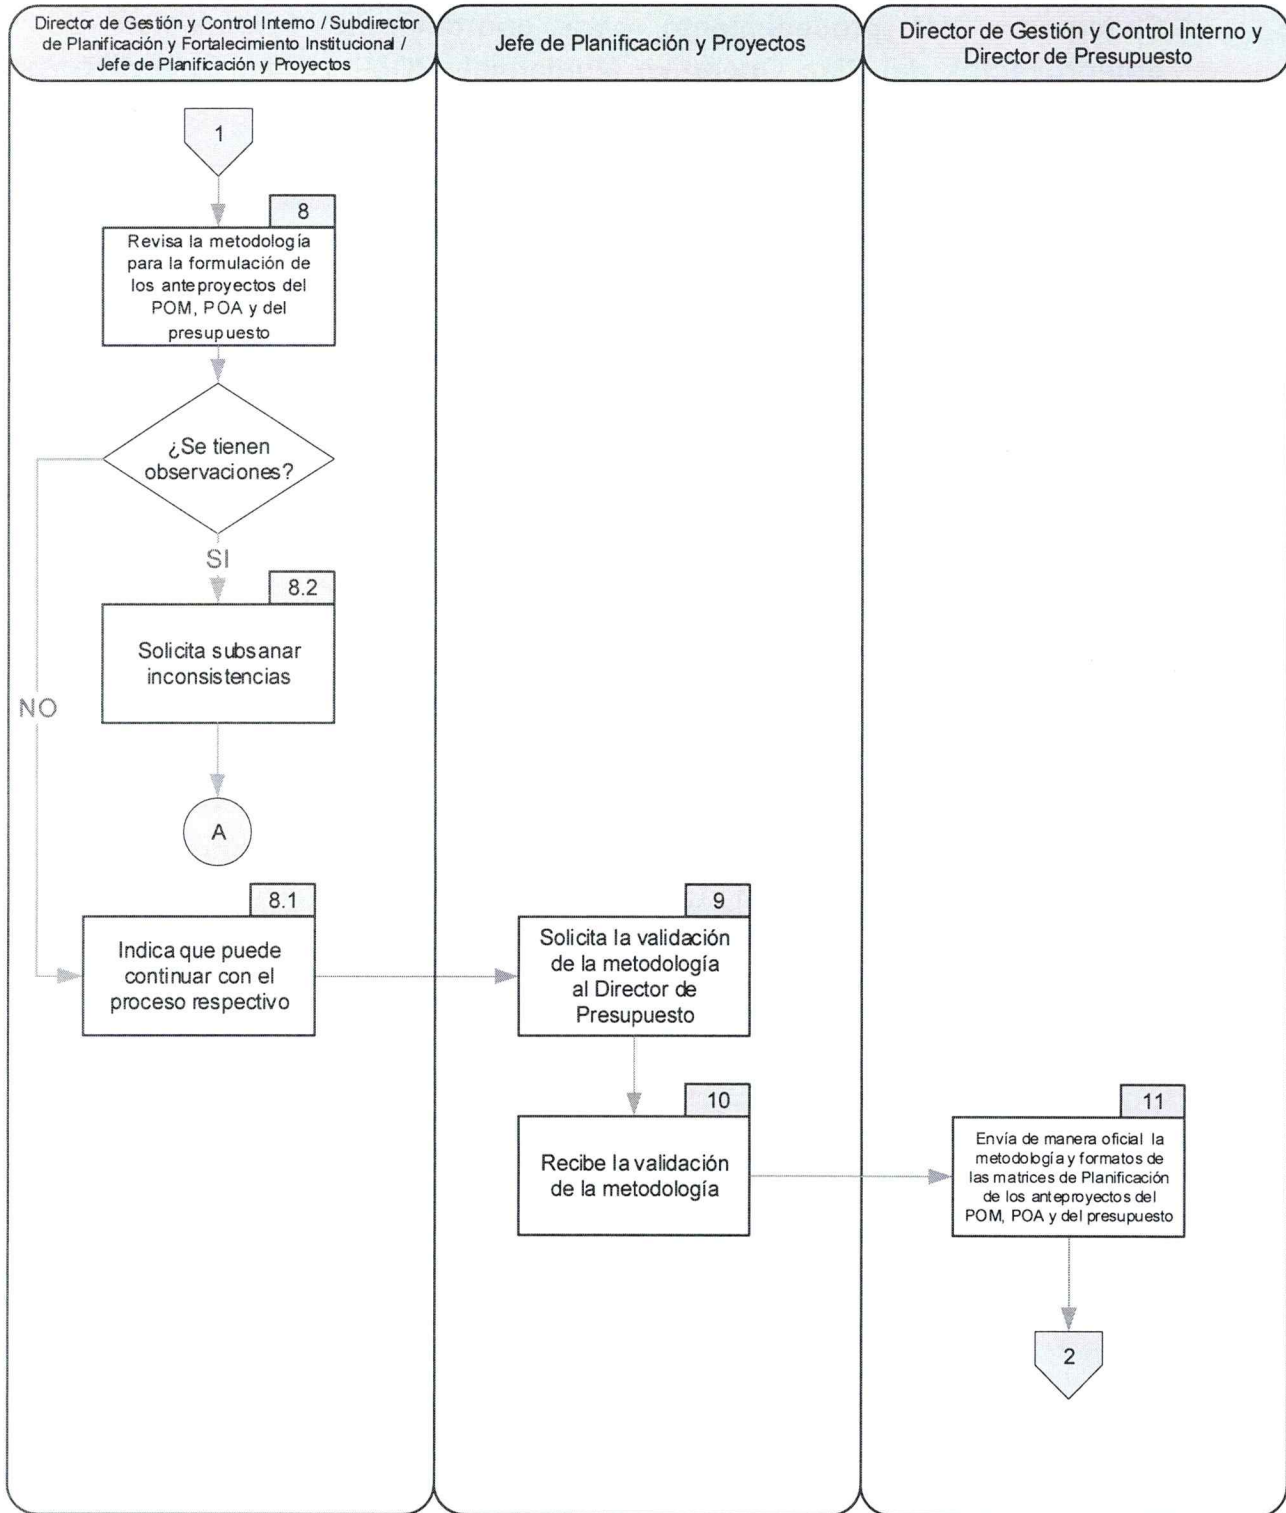 Director de Gestión y Control Interno / Subdirector
de Planificación y Fortalecimiento Institucional /
Jefe de Planificación y Proyectos
Jefe de Planificación y Proyectos
Director de Gestión y Control Interno y
Director de Presupuesto
1
8
Revisa la metodología
para la formulación de
los anteproyectos del
POM, POA y del
presupuesto
¿Se tienen
observaciones?
SI
NO
8.2
Solicita subsanar
inconsistencias
A
8.1
Indica que puede
continuar con el
proceso respectivo
9
Solicita la validación
de la metodología
al Director de
Presupuesto
10
Recibe la validación
de la metodología
11
Envía de manera oficial la
metodología y formatos de
las matrices de Planificación
de los anteproyectos del
POM, POA y del presupuesto
2